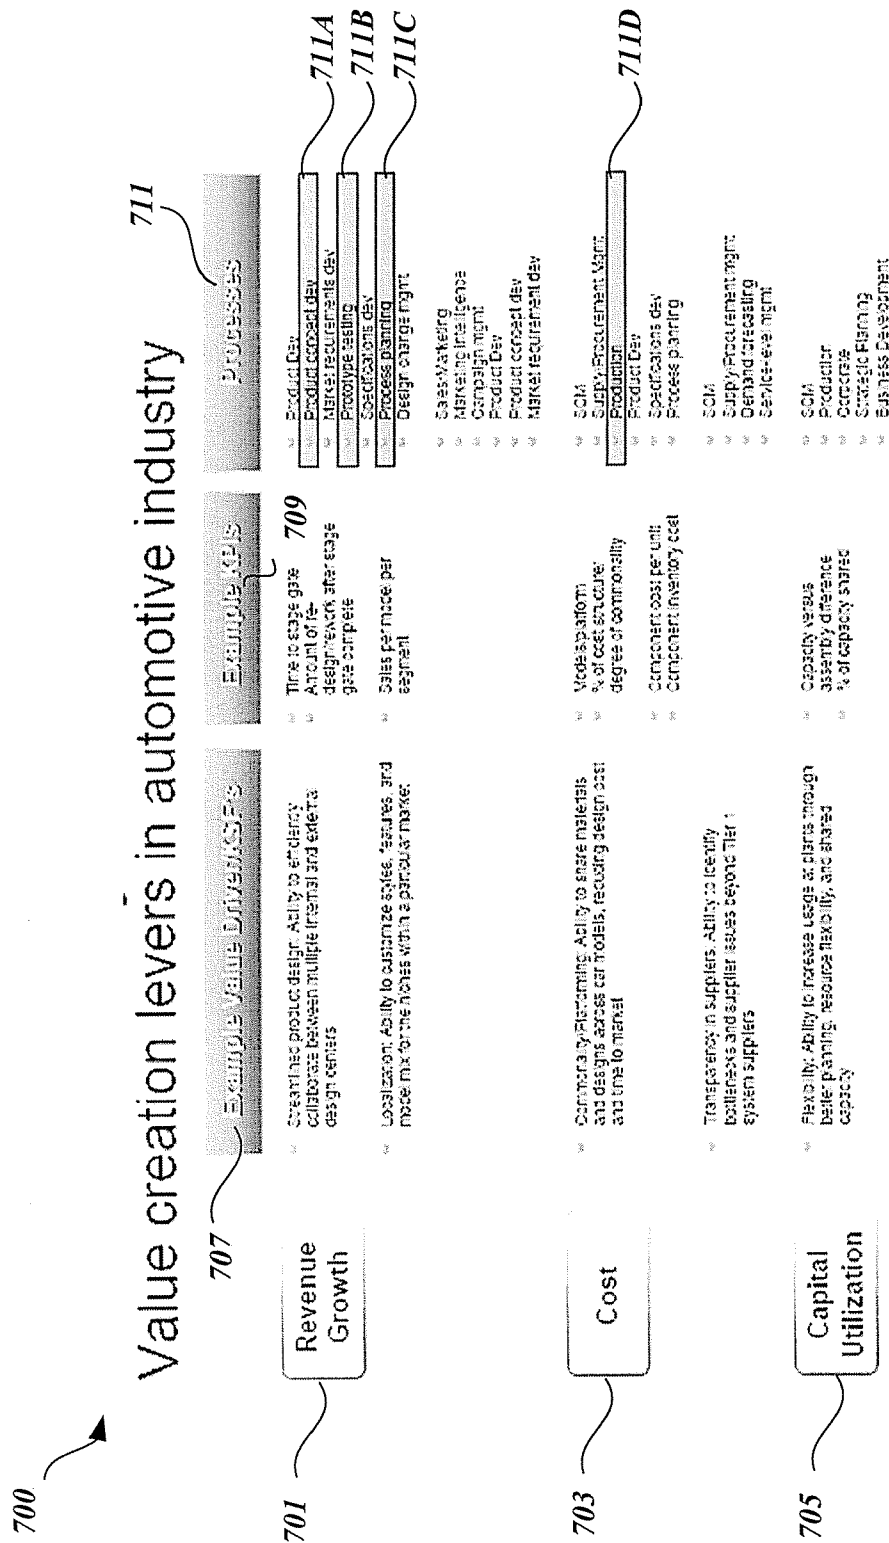 700
Value creation levers in automotive industry
707
Example Value Driver/KSFs
Example KPIs
709
Processes
711
701
Revenue
Growth
Streamlined product design: Ability to efficiently
collaborate between multiple internal and external
design centers
Localization: Ability to customize styles, features, and
model mix for the niches within a particular market
Time to stage gate
Amount of re-
design/rework after stage
gate complete
Sales per model per
segment
Product Dev
Product concept dev
Market recurements dev
Prototype testing
Specifications dev
Process planning
Design change mgmt
711A
711B
711C
Sales/Marketing
Marketing intelligence
Campaign mgmt
Product Dev
Product concept dev
Market recurement dev
703
Cost
Commonality/Platforming: Ability to share materials
and designs across car models, reducing design cost
and time to market
Transparency in suppliers: Ability to identify
bottlenecks and supplier issues beyond Tier 1
system suppliers
Models/platform
% of cost structure:
degree of commonality
Component cost per unit
Component inventory cost
SCM
Supply/Procurement Mgmt
Production
Product Dev
Specifications dev
Process planning
711D
SCM
Supply/Procurement mgmt
Demand forecasting
Service-level mgmt
705
Capital
Utilization
Flexibility: Ability to increase usage at plants through
better planning, resource flexibility, and shared
capacity
Capacity versus
assembly difference
% of capacity shared
SCM
Production
Corporate
Strategic Planning
Business Development